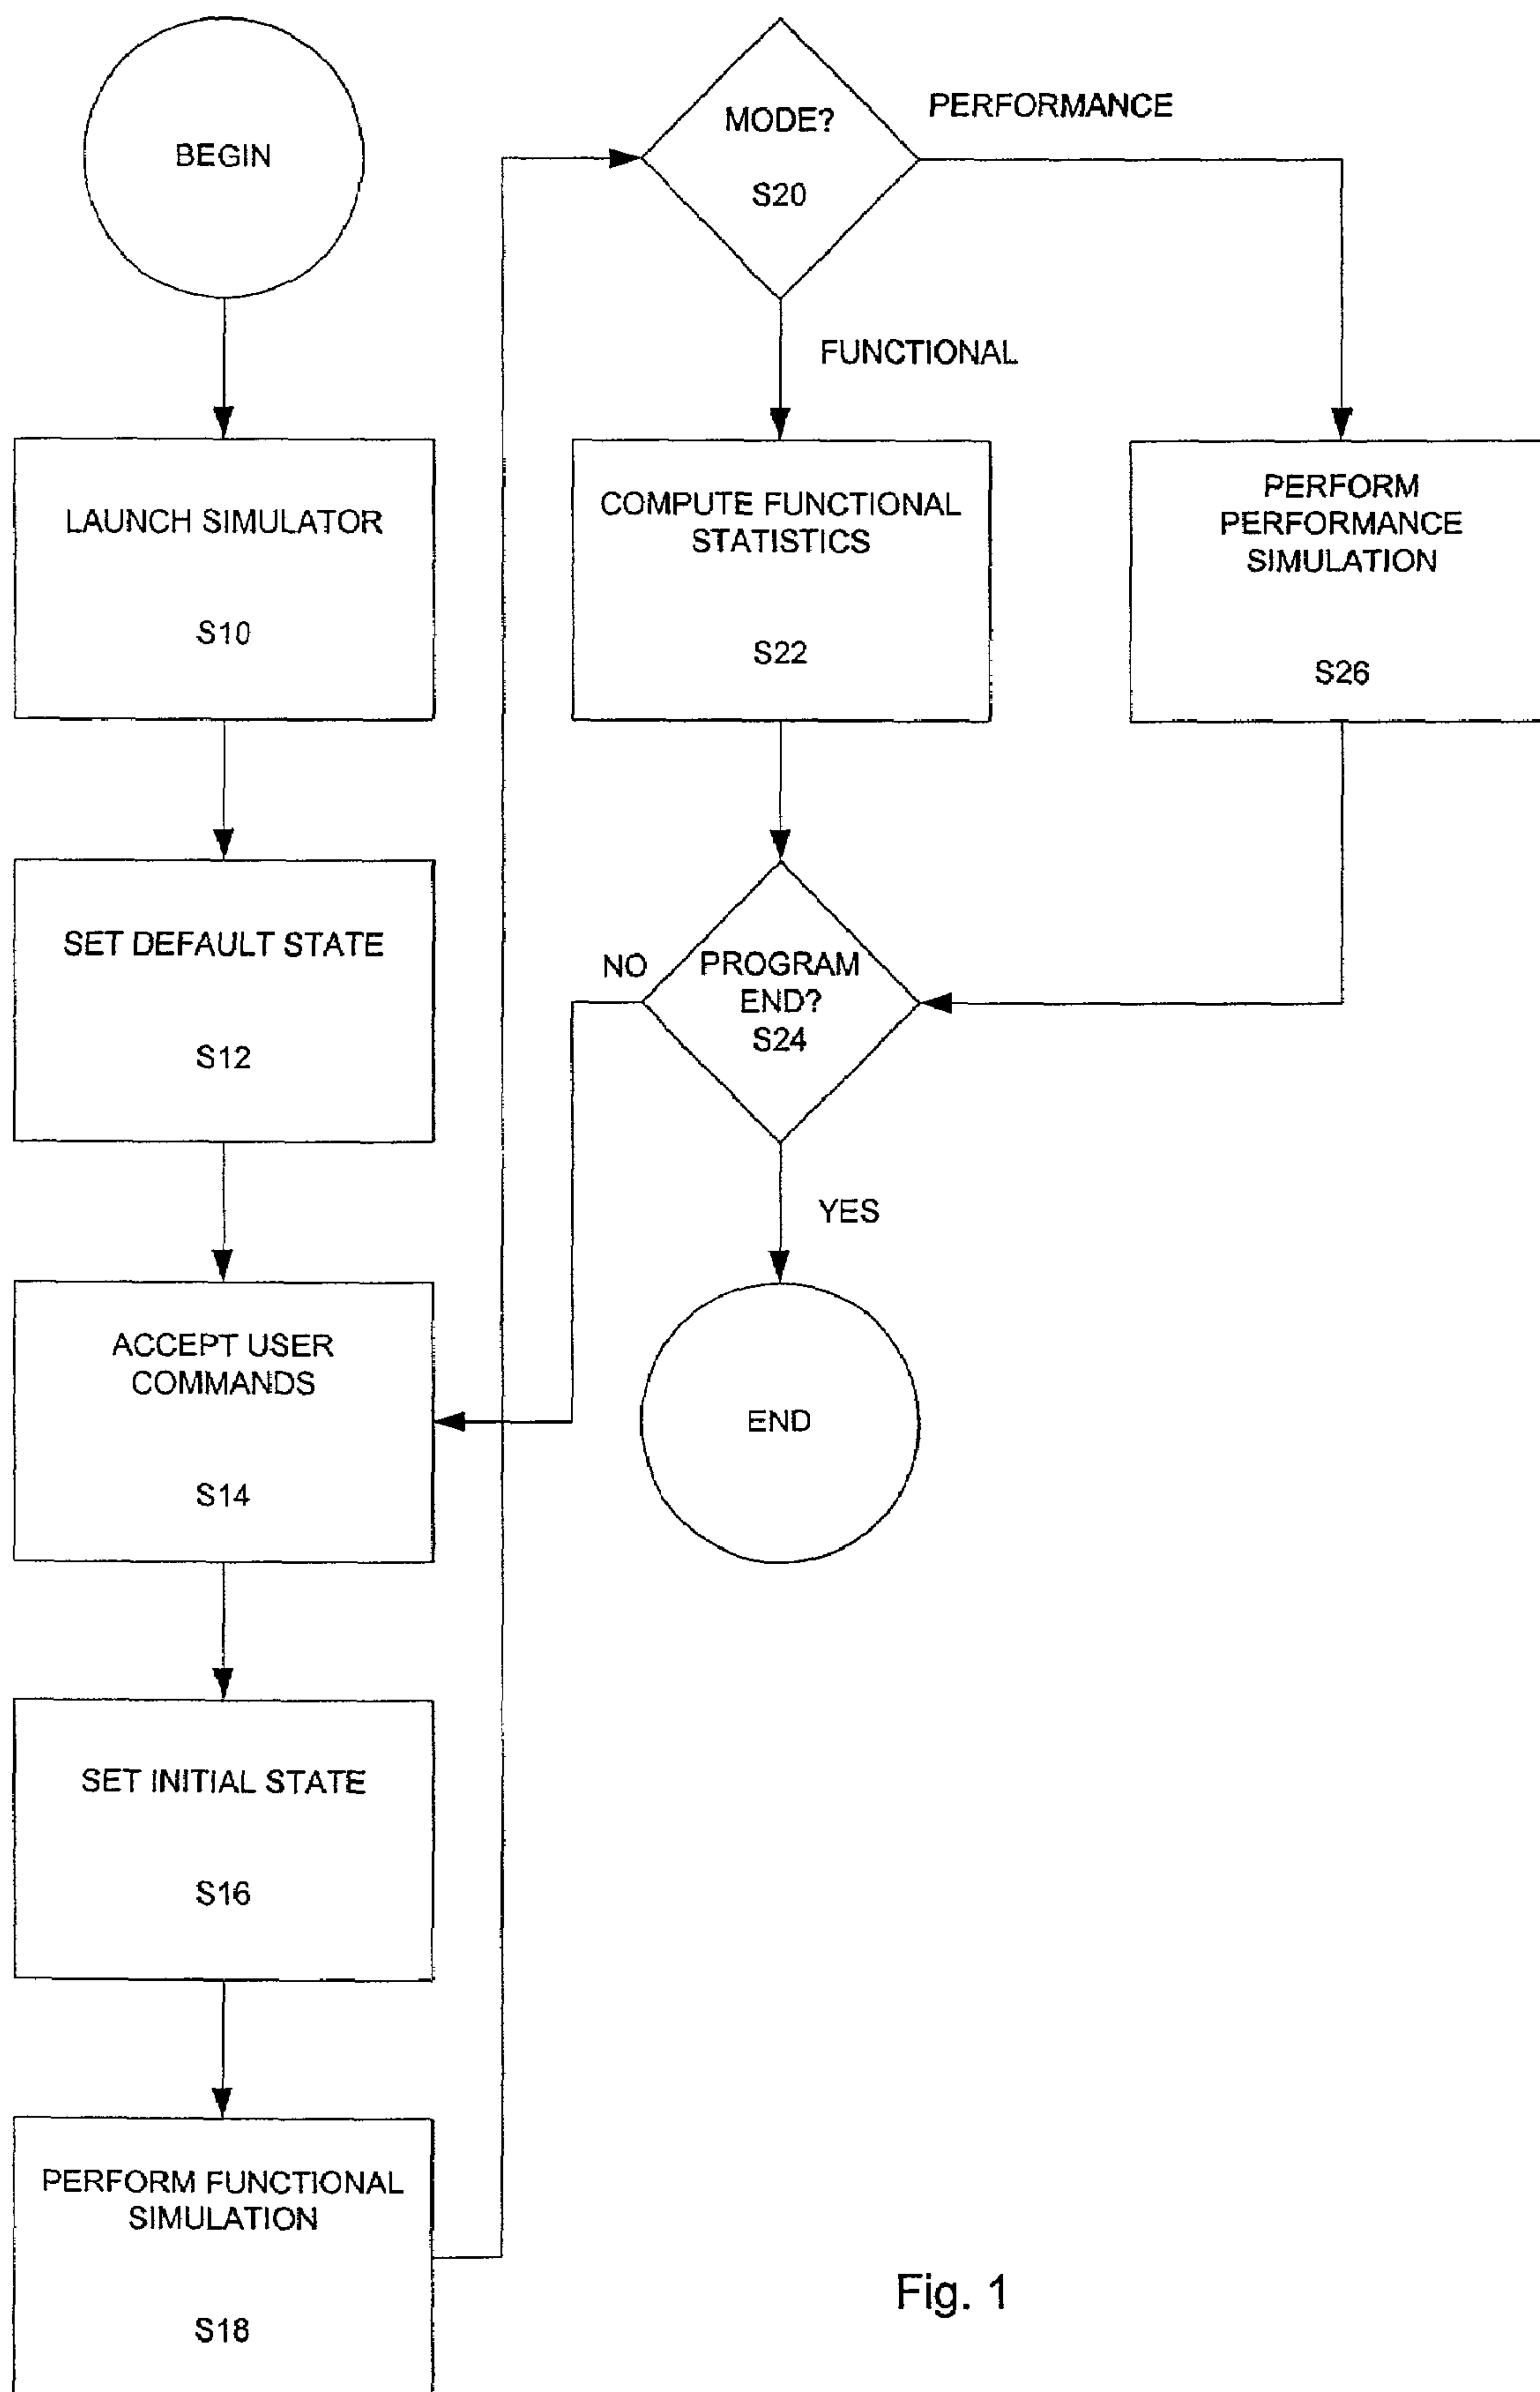 BEGIN
LAUNCH SIMULATOR
S10
SET DEFAULT STATE
S12
ACCEPT USER
COMMANDS
S14
SET INITIAL STATE
S16
PERFORM FUNCTIONAL
SIMULATION
S18
MODE?
S20
PERFORMANCE
FUNCTIONAL
COMPUTE FUNCTIONAL
STATISTICS
S22
PERFORM
PERFORMANCE
SIMULATION
S26
NO
PROGRAM
END?
S24
YES
END
Fig. 1